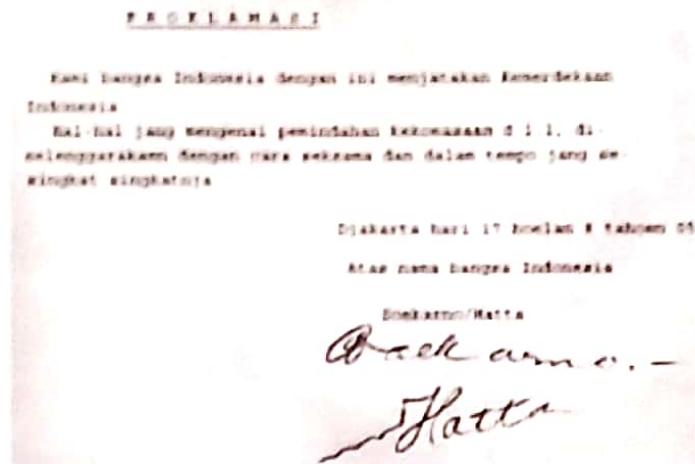 P R O K L A M A S I
Kami bangsa Indonesia dengan ini menjatakan Kemerdekaan
Indonesia
Hal-hal jang mengenai pemindahan kekoeasaan d l l, di-
selenggarakan dengan cara seksama dan dalam tempo jang se-
singkat singkatnja
Djakarta hari 17 boelan 8 tahoen 05
Atas nama bangsa Indonesia
Soekarno/Hatta
Soekarno.-
Hatta